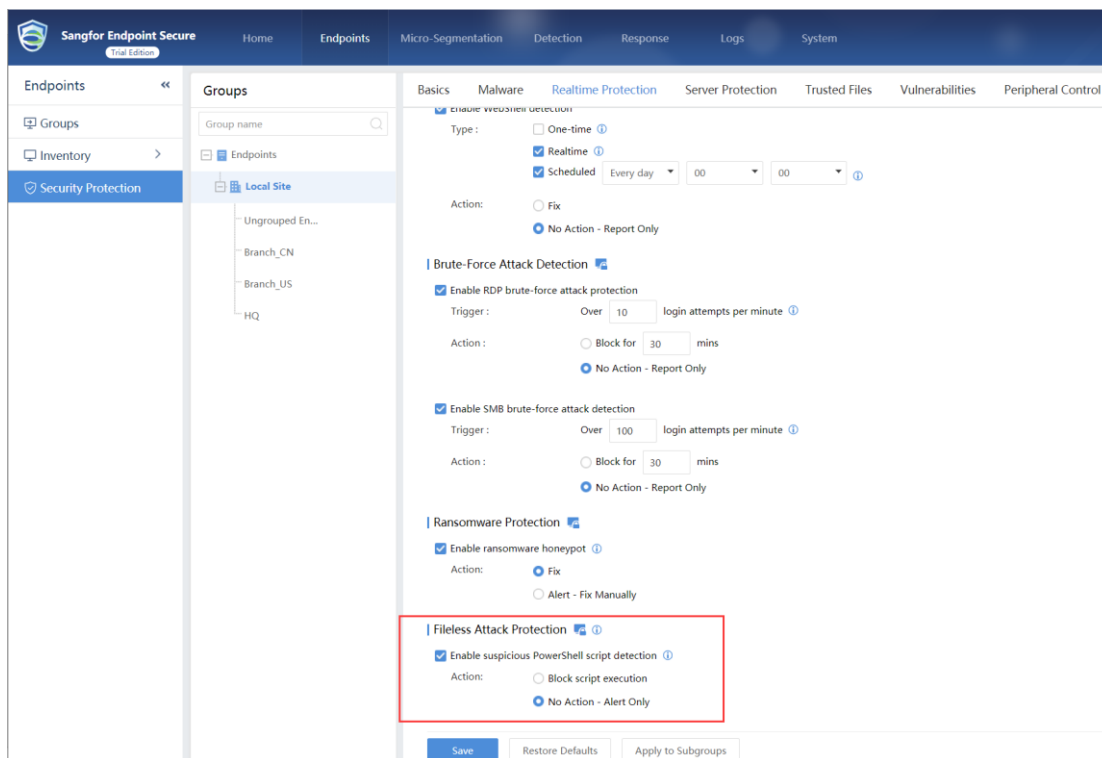 Sangfor Endpoint Secure
Trial Edition
Home Endpoints Micro-Segmentation Detection Response Logs System
Endpoints
Groups
Inventory
Security Protection
Groups
Group name
Endpoints
Local Site
Ungrouped En...
Branch_CN
Branch_US
HQ
Basics Malware Realtime Protection Server Protection Trusted Files Vulnerabilities Peripheral Control
Enable WebShell detection
Type : One-time
Realtime
Scheduled Every day 00 00
Action: Fix
No Action - Report Only
Brute-Force Attack Detection
Enable RDP brute-force attack protection
Trigger : Over 10 login attempts per minute
Action : Block for 30 mins
No Action - Report Only
Enable SMB brute-force attack detection
Trigger : Over 100 login attempts per minute
Action : Block for 30 mins
No Action - Report Only
Ransomware Protection
Enable ransomware honeypot
Action: Fix
Alert - Fix Manually
Fileless Attack Protection
Enable suspicious PowerShell script detection
Action: Block script execution
No Action - Alert Only
Save Restore Defaults Apply to Subgroups